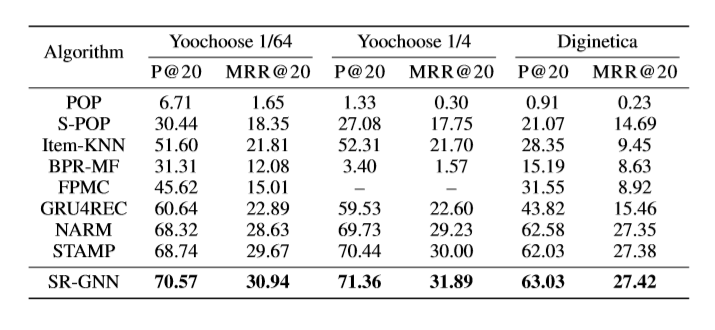 Algorithm Yoochoose 1/64 Yoochoose 1/4 Diginetica
P@20 MRR@20 P@20 MRR@20 P@20 MRR@20
POP 6.71 1.65 1.33 0.30 0.91 0.23
S-POP 30.44 18.35 27.08 17.75 21.07 14.69
Item-KNN 51.60 21.81 52.31 21.70 28.35 9.45
BPR-MF 31.31 12.08 3.40 1.57 15.19 8.63
FPMC 45.62 15.01 – – 31.55 8.92
GRU4REC 60.64 22.89 59.53 22.60 43.82 15.46
NARM 68.32 28.63 69.73 29.23 62.58 27.35
STAMP 68.74 29.67 70.44 30.00 62.03 27.38
SR-GNN 70.57 30.94 71.36 31.89 63.03 27.42